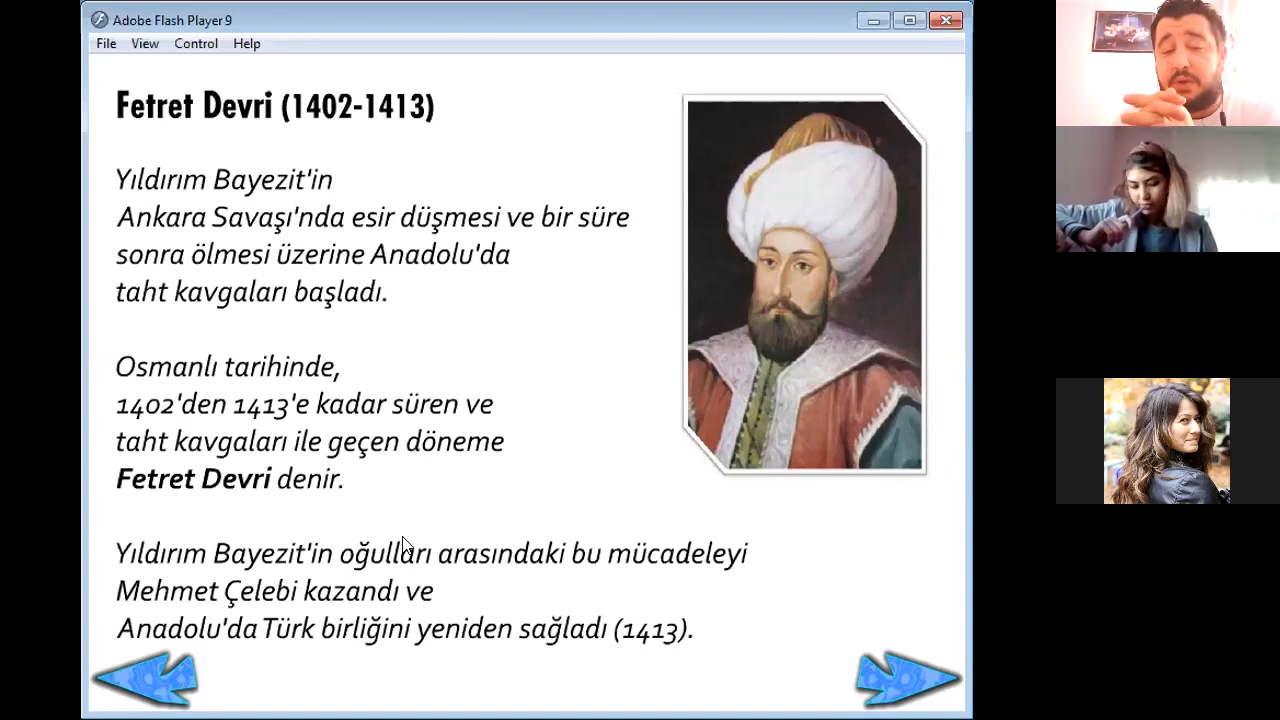 Adobe Flash Player 9
File View Control Help
Fetret Devri (1402-1413)
Yıldırım Bayezit'in
Ankara Savaşı'nda esir düşmesi ve bir süre
sonra ölmesi üzerine Anadolu'da
taht kavgaları başladı.
Osmanlı tarihinde,
1402'den 1413'e kadar süren ve
taht kavgaları ile geçen döneme
Fetret Devri denir.
Yıldırım Bayezit'in oğulları arasındaki bu mücadeleyi
Mehmet Çelebi kazandı ve
Anadolu'da Türk birliğini yeniden sağladı (1413).